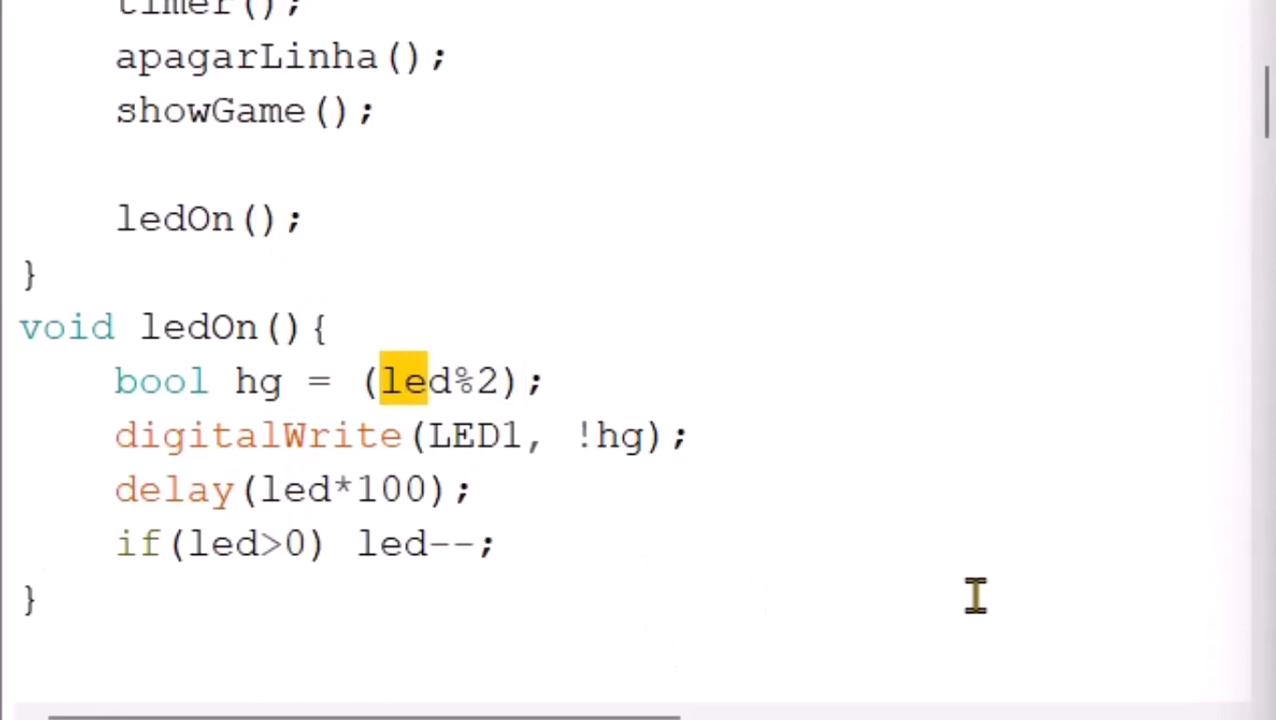 timer();
apagarLinha();
showGame();
ledOn();
}
void ledOn(){
bool hg = (led%2);
digitalWrite(LED1, !hg);
delay(led*100);
if(led>0) led--;
}